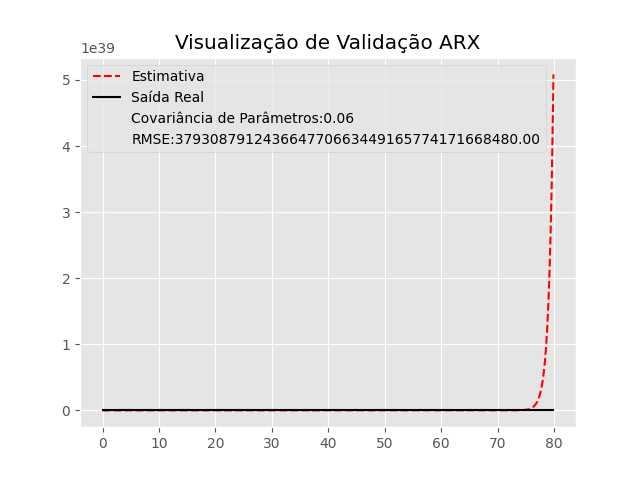 Visualização de Validação ARX
1e39
Estimativa
Saída Real
Covariância de Parâmetros:0.06
RMSE:379308791243664770663449165774171668480.00
5
4
3
2
1
0
0 10 20 30 40 50 60 70 80